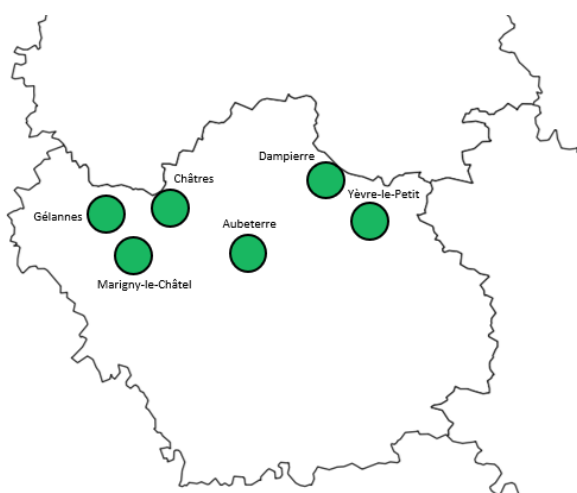 Dampierre
Châtres
Yèvre-le-Petit
Gélannes
Aubeterre
Marigny-le-Châtel